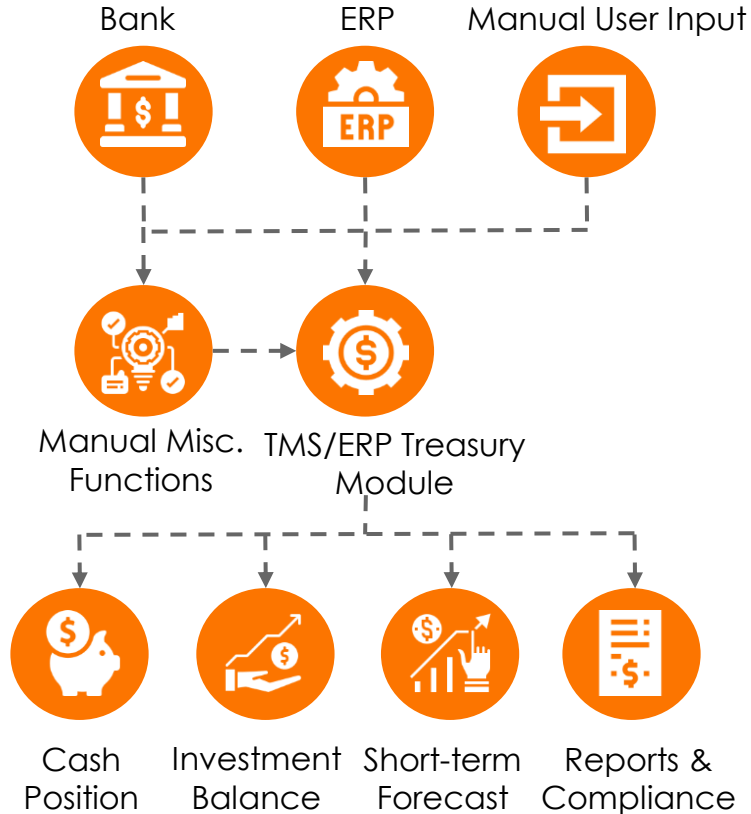 Bank
ERP
Manual User Input
$
ERP
$
Manual Misc.
Functions
TMS/ERP Treasury
Module
$
$
$
$
Cash
Position
Investment
Balance
Short-term
Forecast
Reports &
Compliance